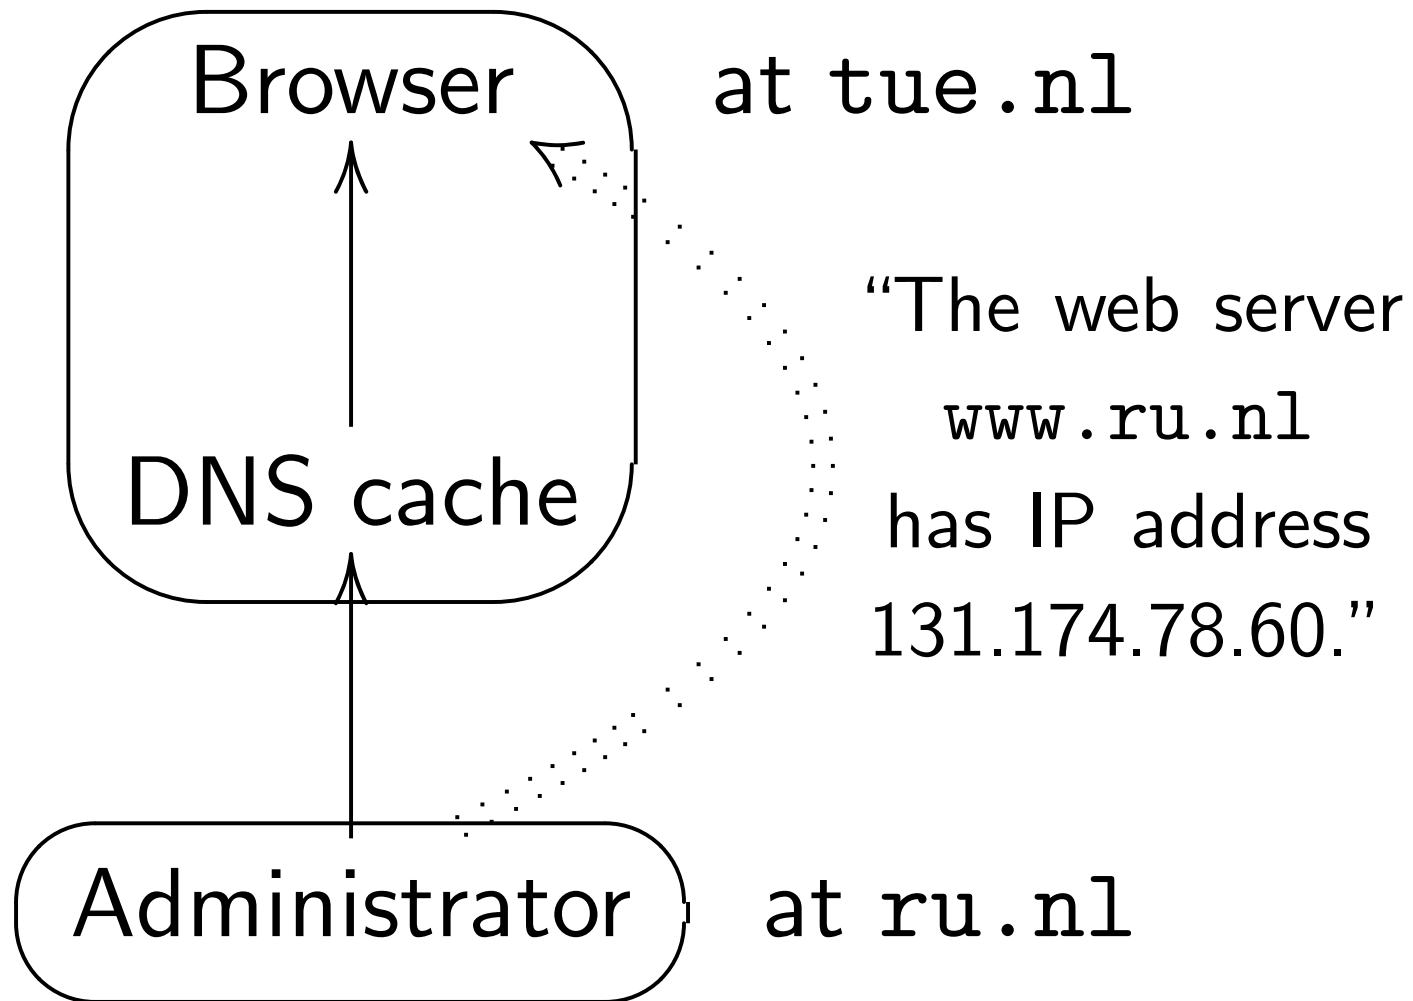 Browser at tue.nl
“The web server
www.ru.nl
has IP address
131.174.78.60.”
DNS cache
Administrator at ru.nl